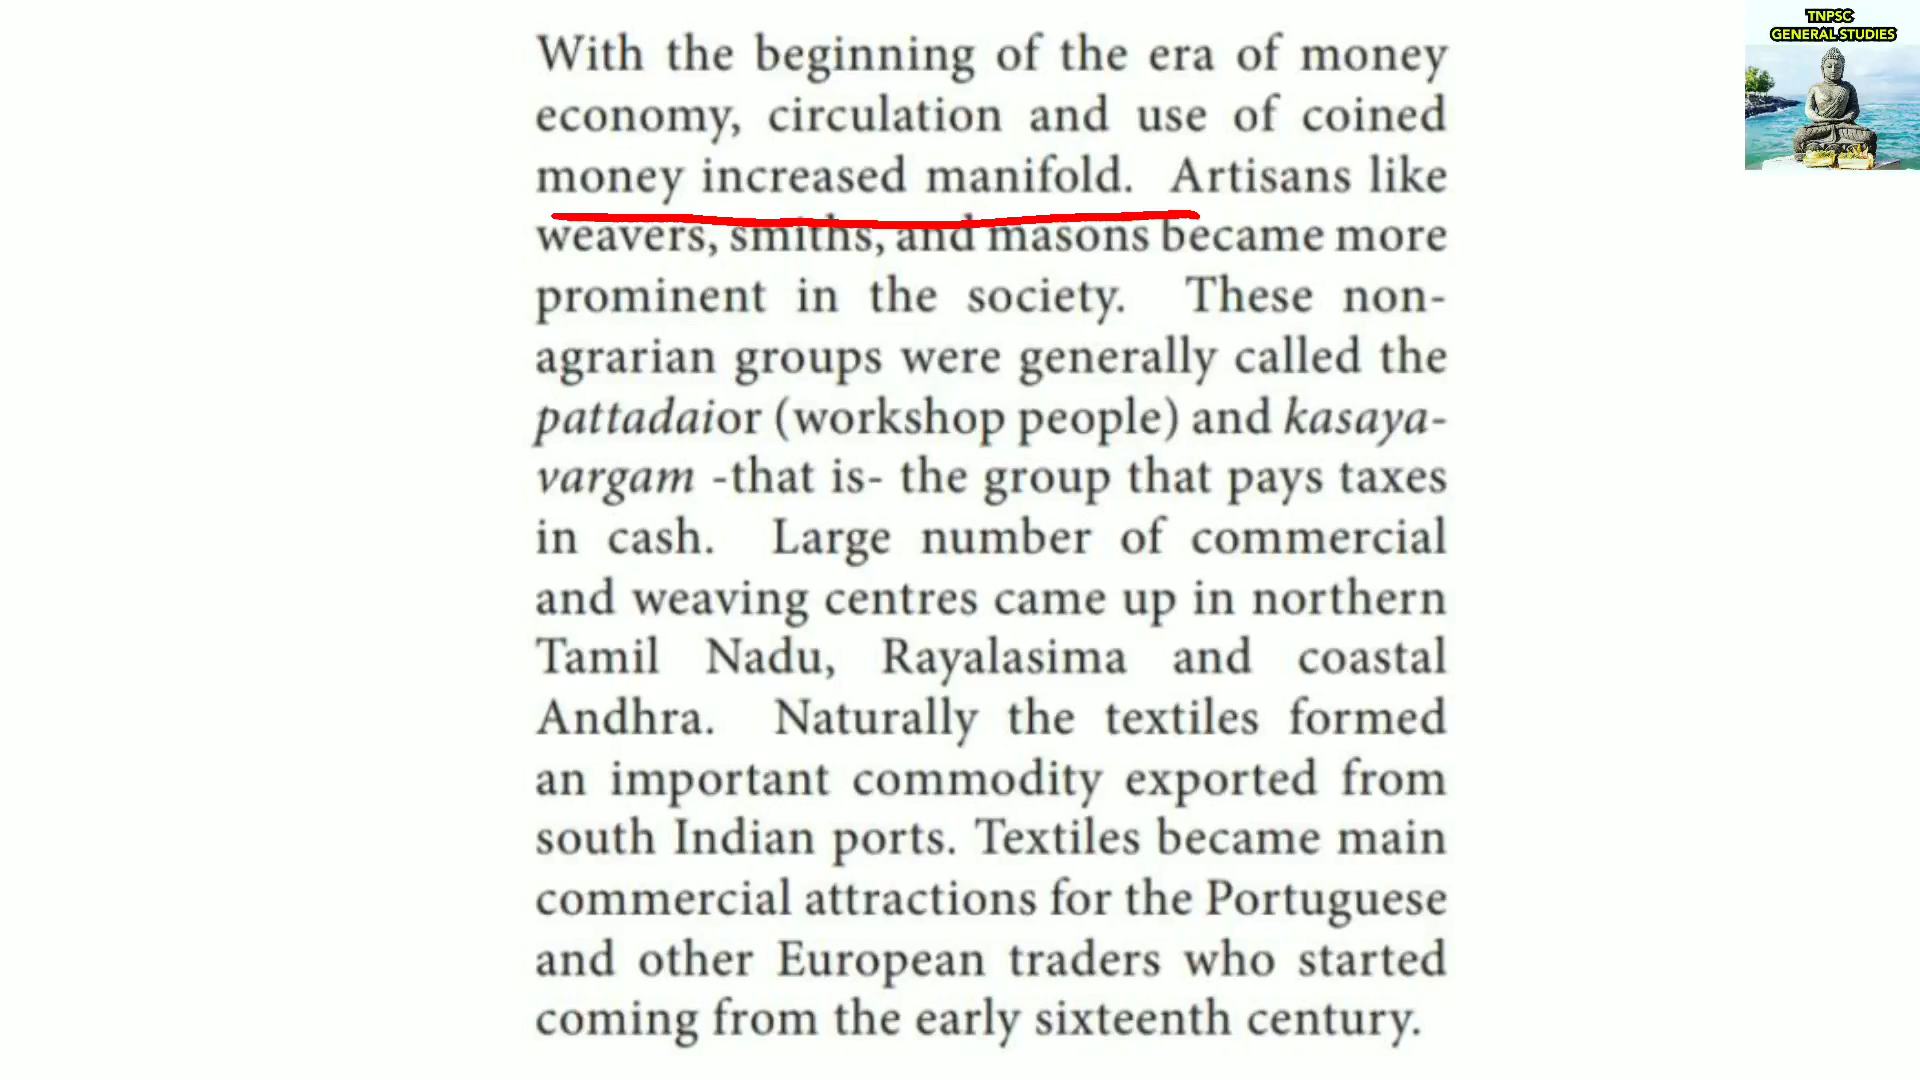 With the beginning of the era of money
economy, circulation and use of coined
money increased manifold. Artisans like
weavers, smiths, and masons became more
prominent in the society. These non-
agrarian groups were generally called the
pattadaior (workshop people) and kasaya-
vargam -that is- the group that pays taxes
in cash. Large number of commercial
and weaving centres came up in northern
Tamil Nadu, Rayalasima and coastal
Andhra. Naturally the textiles formed
an important commodity exported from
south Indian ports. Textiles became main
commercial attractions for the Portuguese
and other European traders who started
coming from the early sixteenth century.
TNPSC
GENERAL STUDIES